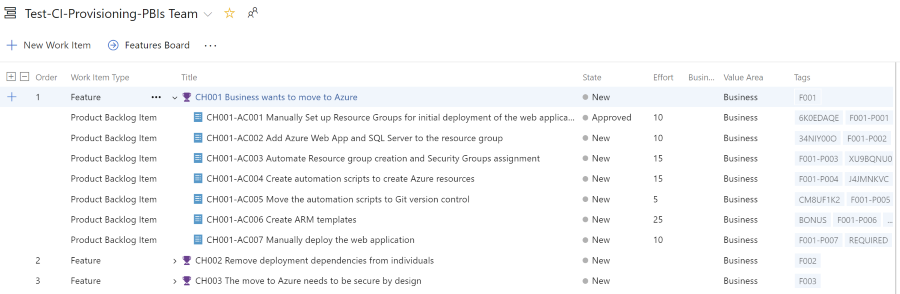 Test-CI-Provisioning-PBIs Team
New Work Item Features Board ...
Order Work Item Type Title State Effort Busin... Value Area Tags
1 Feature ... CH001 Business wants to move to Azure New Business F001
Product Backlog Item CH001-AC001 Manually Set up Resource Groups for initial deployment of the web applica... Approved 10 Business 6K0EDAQE F001-P001
Product Backlog Item CH001-AC002 Add Azure Web App and SQL Server to the resource group New 10 Business 34NIY00O F001-P002
Product Backlog Item CH001-AC003 Automate Resource group creation and Security Groups assignment New 15 Business F001-P003 XU9BQNU0
Product Backlog Item CH001-AC004 Create automation scripts to create Azure resources New 15 Business F001-P004 J4JMNKVC
Product Backlog Item CH001-AC005 Move the automation scripts to Git version control New 5 Business CM8UF1K2 F001-P005
Product Backlog Item CH001-AC006 Create ARM templates New 25 Business BONUS F001-P006 ...
Product Backlog Item CH001-AC007 Manually deploy the web application New 10 Business F001-P007 REQUIRED
2 Feature CH002 Remove deployment dependencies from individuals New Business F002
3 Feature CH003 The move to Azure needs to be secure by design New Business F003